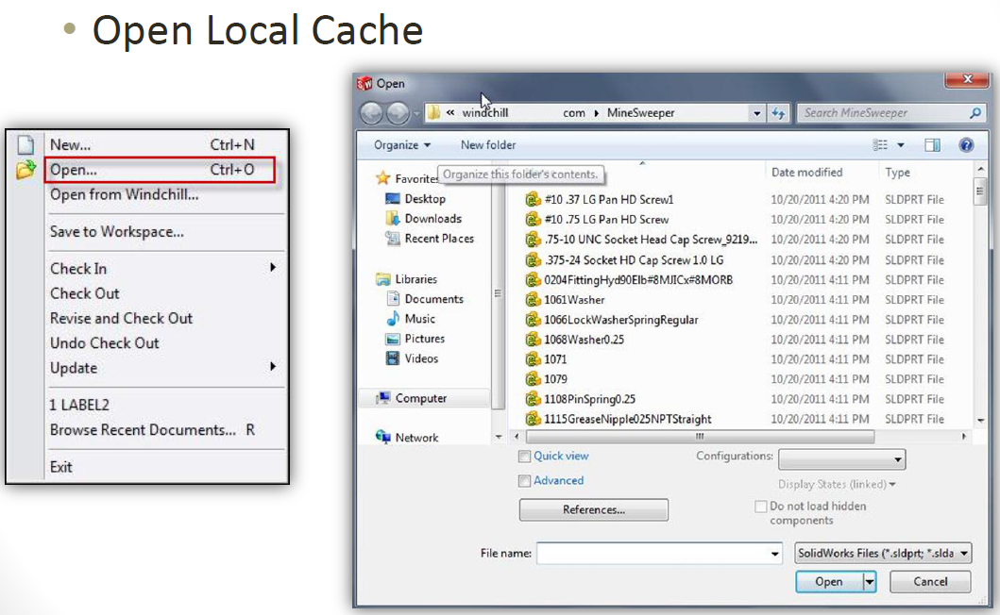 • Open Local Cache
New... Ctrl+N
Open... Ctrl+O
Open from Windchill...
Save to Workspace...
Check In
Check Out
Revise and Check Out
Undo Check Out
Update
1 LABEL2
Browse Recent Documents... R
Exit
Open
« windchill com MineSweeper
Search MineSweeper
Organize New folder
Organize this folder's contents.
Date modified Type
Favorites
Desktop
Downloads
Recent Places
Libraries
Documents
Music
Pictures
Videos
Computer
Network
#10 .37 LG Pan HD Screw1 10/20/2011 4:20 PM SLDPRT File
#10 .75 LG Pan HD Screw 10/20/2011 4:20 PM SLDPRT File
.75-10 UNC Socket Head Cap Screw_9219... 10/20/2011 4:20 PM SLDPRT File
.375-24 Socket HD Cap Screw 1.0 LG 10/20/2011 4:20 PM SLDPRT File
0204FittingHyd90Elb#8MJICx#8MORB 10/20/2011 4:11 PM SLDPRT File
1061Washer 10/20/2011 4:11 PM SLDPRT File
1066LockWasherSpringRegular 10/20/2011 4:11 PM SLDPRT File
1068Washer0.25 10/20/2011 4:11 PM SLDPRT File
1071 10/20/2011 4:11 PM SLDPRT File
1079 10/20/2011 4:11 PM SLDPRT File
1108PinSpring0.25 10/20/2011 4:11 PM SLDPRT File
1115GreaseNipple025NPTStraight 10/20/2011 4:11 PM SLDPRT File
Quick view
Advanced
References...
Configurations:
Display States (linked)
Do not load hidden
components
File name:
SolidWorks Files (*.sldprt; *.slda
Open Cancel